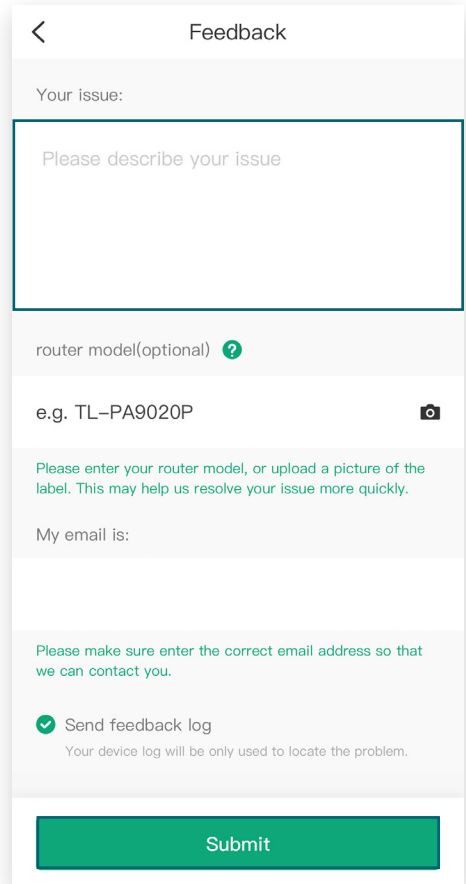 Feedback
Your issue:
Please describe your issue
router model(optional) ?
e.g. TL-PA9020P
Please enter your router model, or upload a picture of the
label. This may help us resolve your issue more quickly.
My email is:
Please make sure enter the correct email address so that
we can contact you.
Send feedback log
Your device log will be only used to locate the problem.
Submit